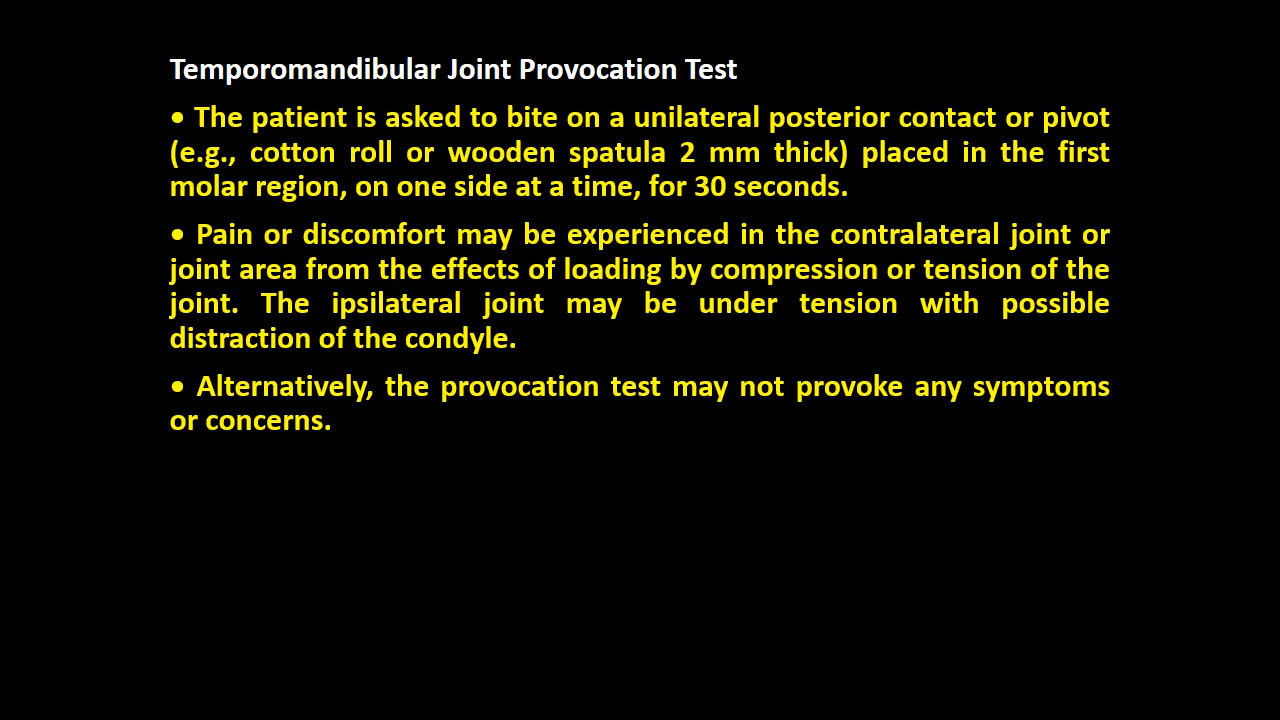 Temporomandibular Joint Provocation Test
• The patient is asked to bite on a unilateral posterior contact or pivot
(e.g., cotton roll or wooden spatula 2 mm thick) placed in the first
molar region, on one side at a time, for 30 seconds.
• Pain or discomfort may be experienced in the contralateral joint or
joint area from the effects of loading by compression or tension of the
joint. The ipsilateral joint may be under tension with possible
distraction of the condyle.
• Alternatively, the provocation test may not provoke any symptoms
or concerns.